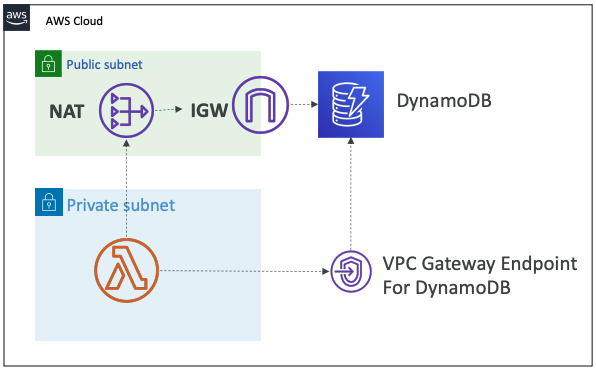 aws
AWS Cloud
Public subnet
NAT
IGW
DynamoDB
Private subnet
VPC Gateway Endpoint
For DynamoDB